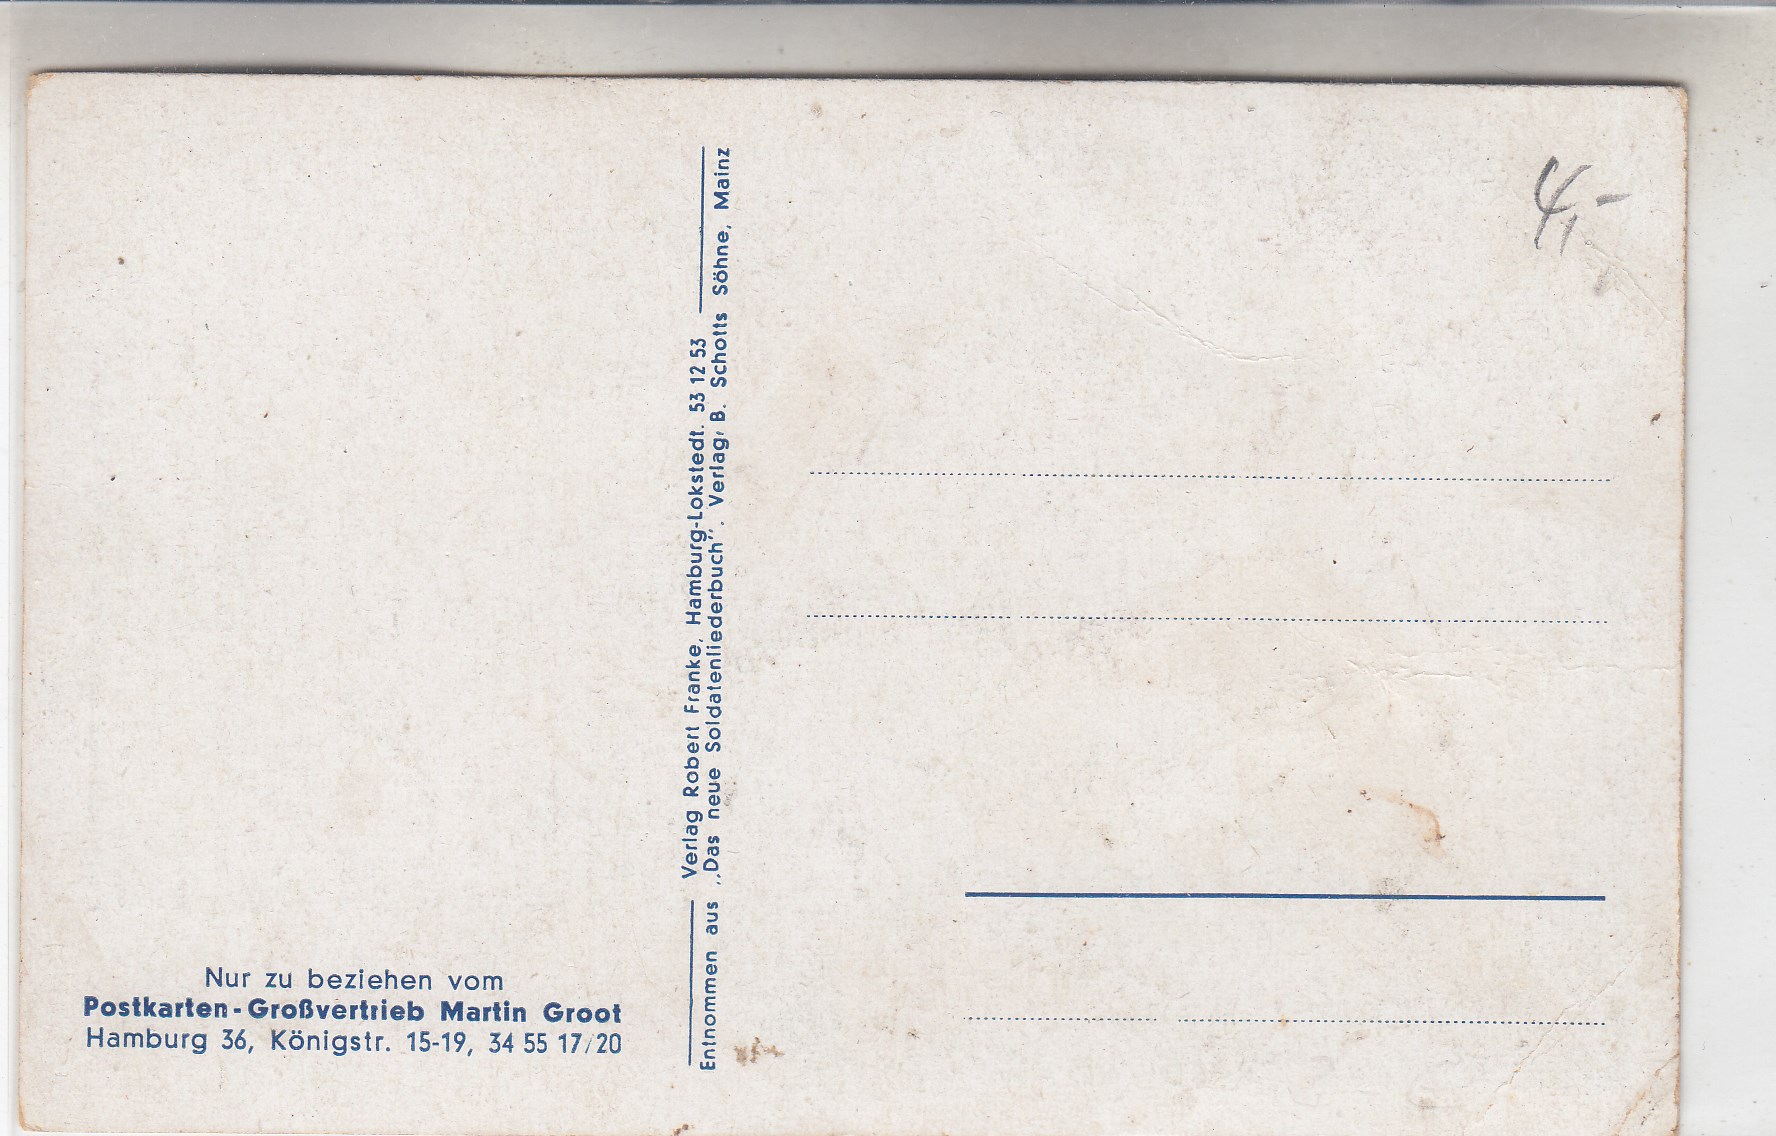 Nur zu beziehen vom
Postkarten-Großvertrieb Martin Groot
Hamburg 36, Königstr. 15-19, 34 55 17/20
Verlag Robert Franke, Hamburg-Lokstedt. 53 12 53
Entnommen aus „Das neue Soldatenliederbuch”. Verlag: B. Schotts Söhne, Mainz
4,-